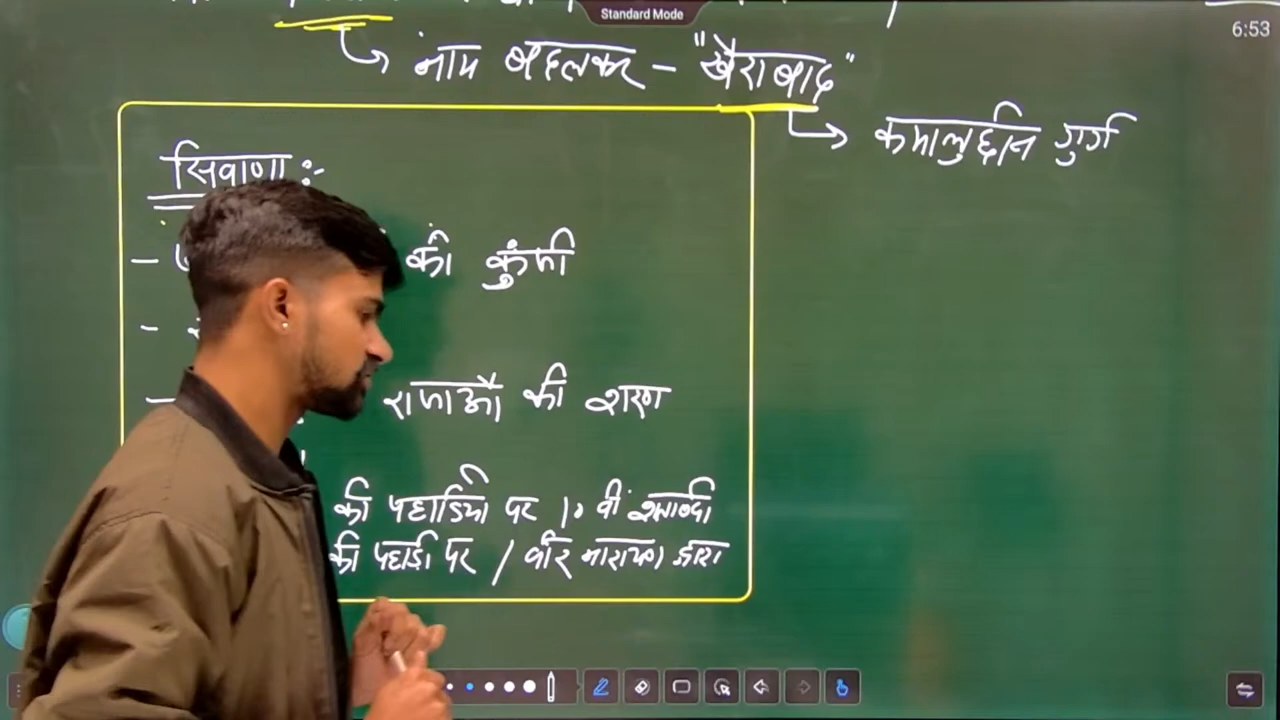 Standard Mode
6:53
नाम बदलकर - "खैराबाद"
कमालुद्दीन गुर्ग
सिवाणा :-
की कुंजी
राजाओं की शरण
की पहाडियों पर 10 वीं शताब्दी
की पहाड़ी पर / वीर नारायण द्वारा